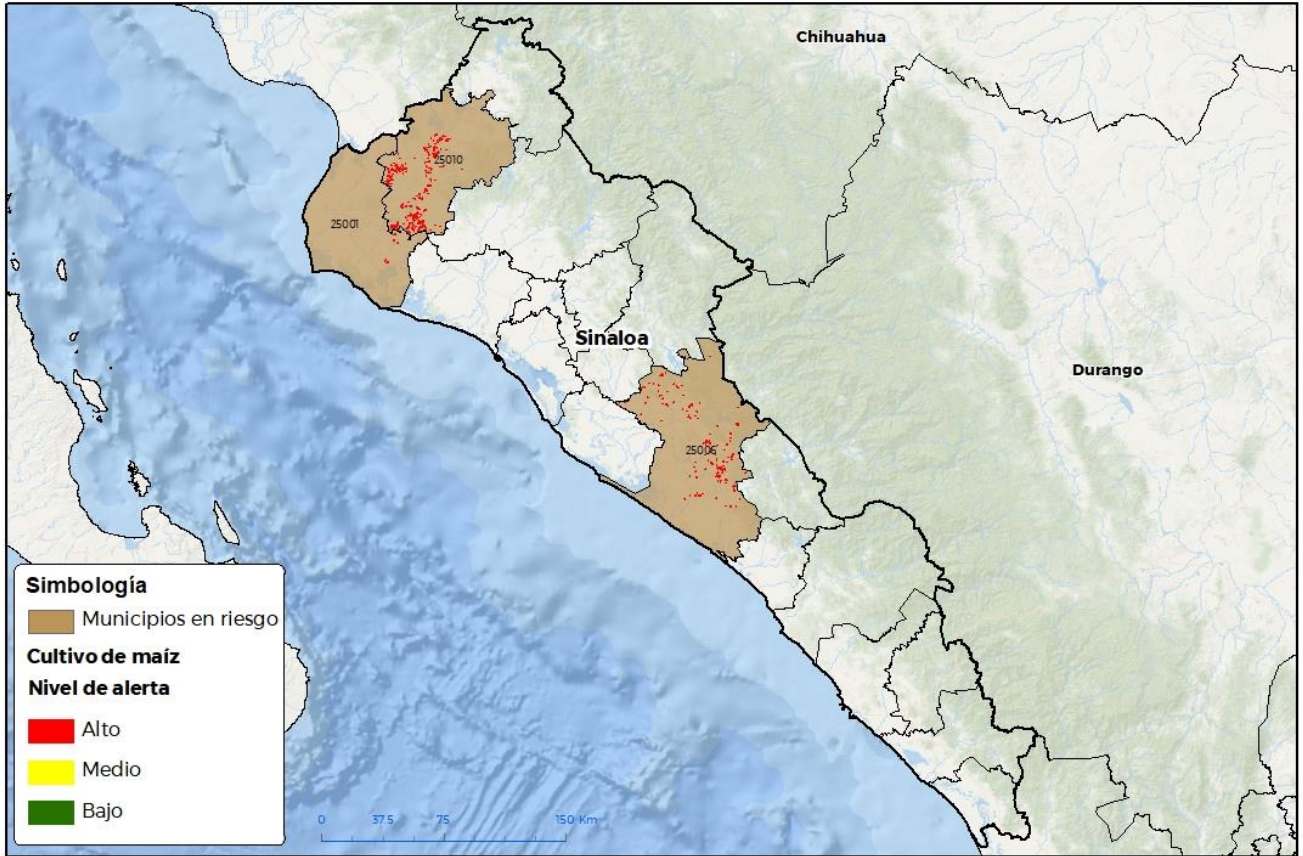 Chihuahua
25010
25001
Sinaloa
Durango
25006
Simbología
Municipios en riesgo
Cultivo de maíz
Nivel de alerta
Alto
Medio
Bajo
0 37.5 75 150 Km